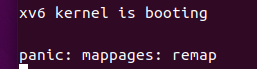 xv6 kernel is booting
panic: mappages: remap